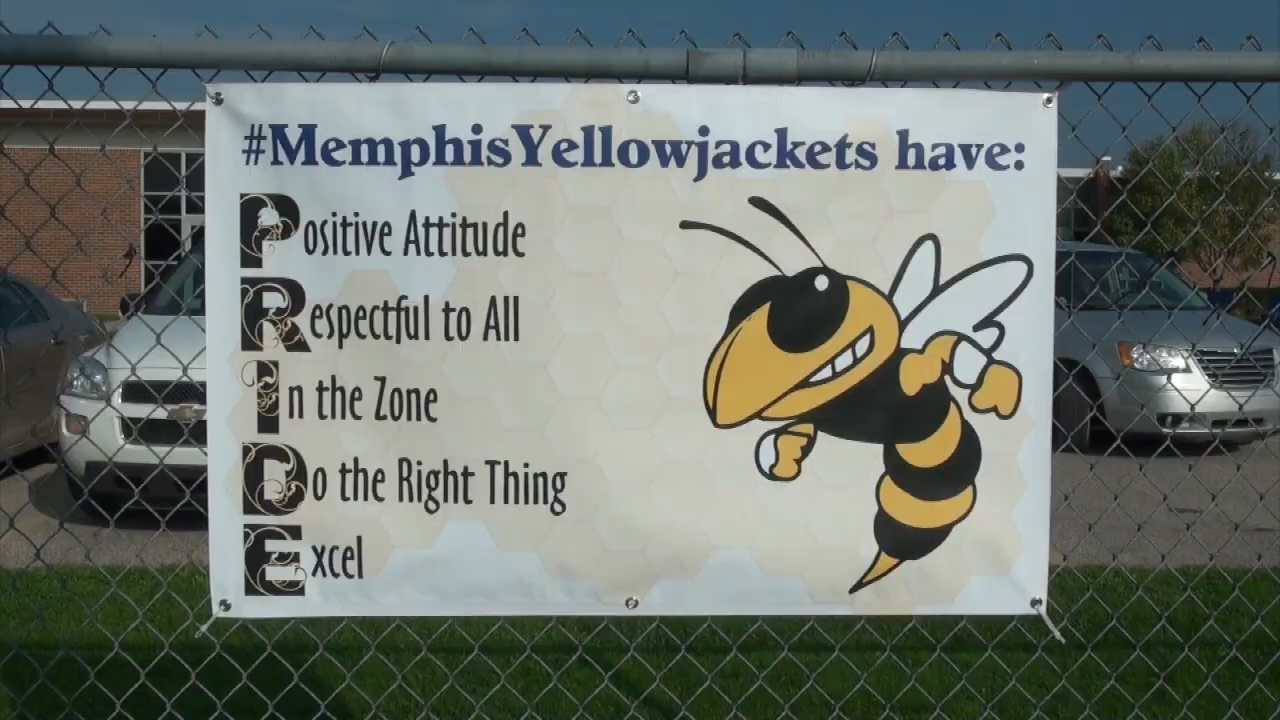 #MemphisYellowjackets have:
Positive Attitude
Respectful to All
In the Zone
Do the Right Thing
Excel